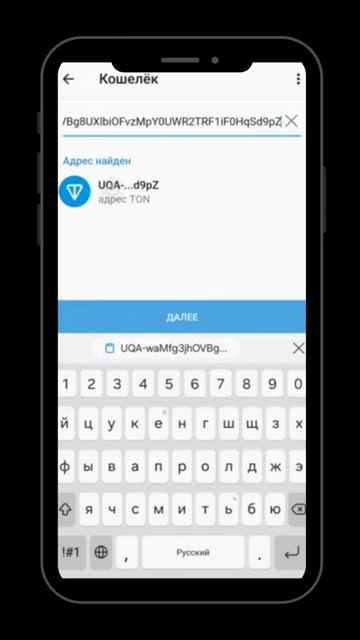 Кошелёк
/Bg8UXlbiOFvzMpY0UWR2TRF1iF0HqSd9pZ
Адрес найден
UQA-...d9pZ
адрес TON
ДАЛЕЕ
UQA-waMfg3jhOVBg...
1 2 3 4 5 6 7 8 9 0
й ц у к е н г ш щ з х
ф ы в а п р о л д ж э
я ч с м и т ь б ю
!#1 , Русский .